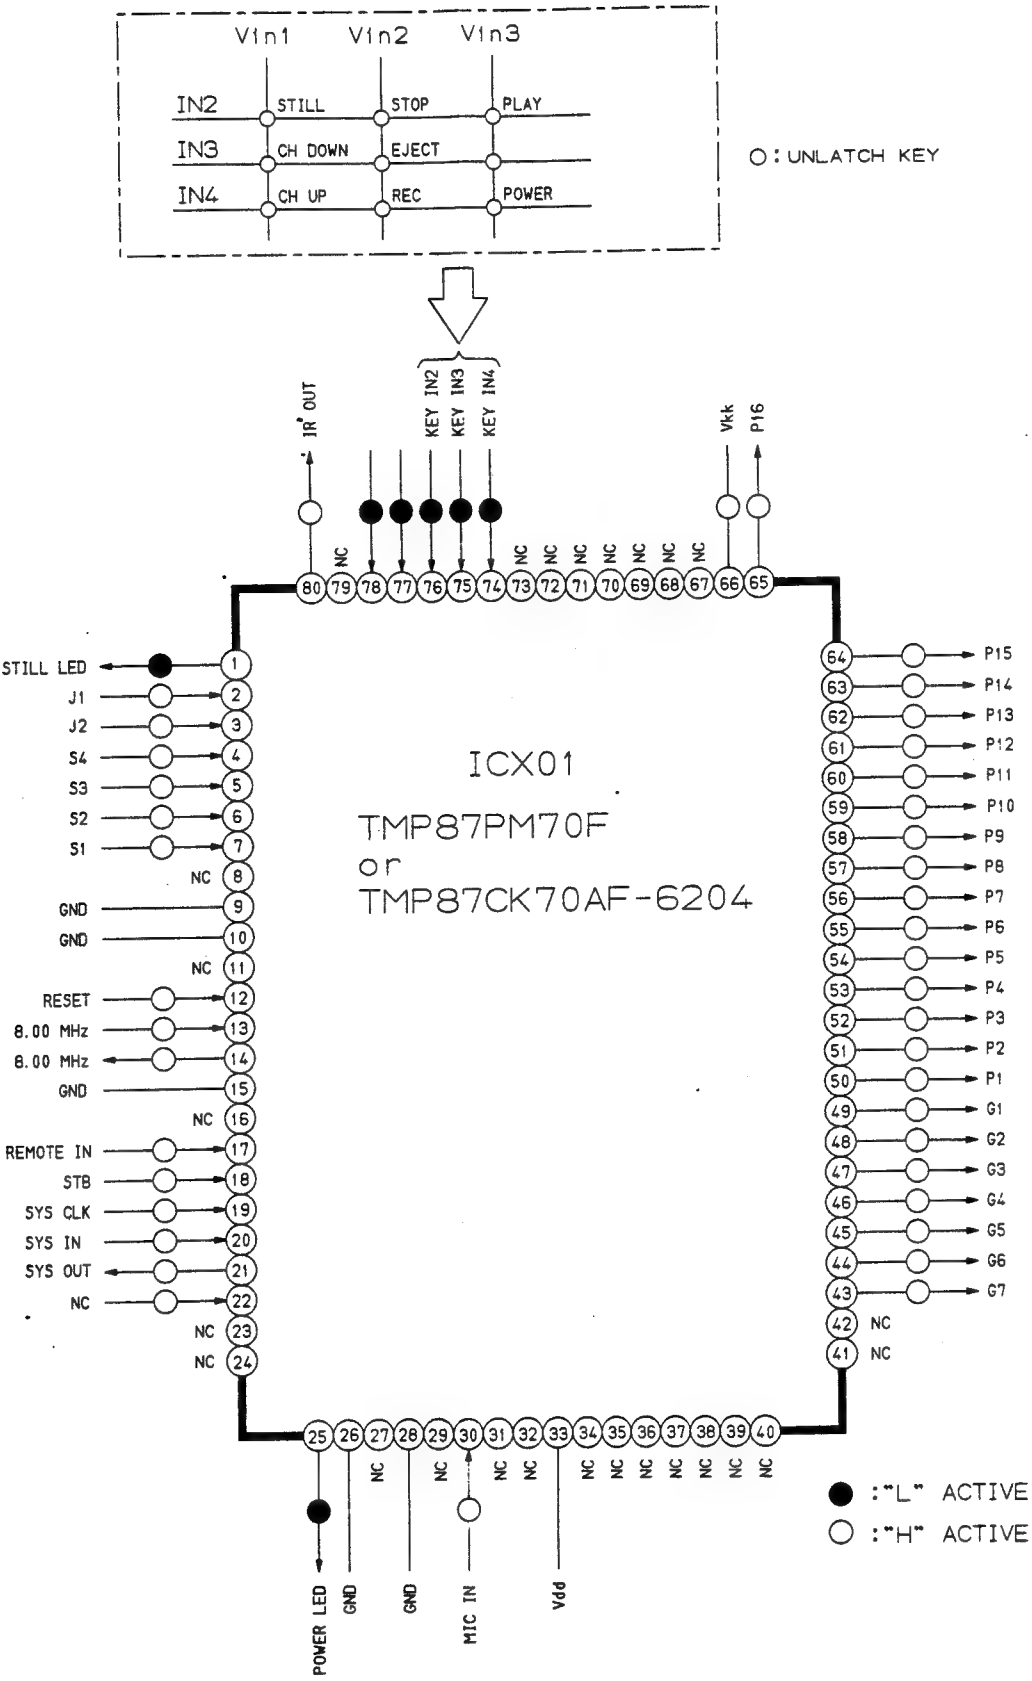 Vin1 Vin2 Vin3
IN2 STILL STOP PLAY
IN3 CH DOWN EJECT
IN4 CH UP REC POWER
O: UNLATCH KEY
IR OUT
KEY IN2
KEY IN3
KEY IN4
Vkk
P16
NC
NC
NC
NC
NC
NC
NC
NC
80 79 78 77 76 75 74 73 72 71 70 69 68 67 66 65
STILL LED 1
J1 2
J2 3
S4 4
S3 5
S2 6
S1 7
NC 8
GND 9
GND 10
NC 11
RESET 12
8.00 MHz 13
8.00 MHz 14
GND 15
NC 16
REMOTE IN 17
STB 18
SYS CLK 19
SYS IN 20
SYS OUT 21
NC 22
NC 23
NC 24
ICX01
TMP87PM70F
or
TMP87CK70AF-6204
64 P15
63 P14
62 P13
61 P12
60 P11
59 P10
58 P9
57 P8
56 P7
55 P6
54 P5
53 P4
52 P3
51 P2
50 P1
49 G1
48 G2
47 G3
46 G4
45 G5
44 G6
43 G7
42 NC
41 NC
25 26 27 28 29 30 31 32 33 34 35 36 37 38 39 40
NC
NC
NC
NC
NC
NC
NC
NC
NC
NC
NC
POWER LED
GND
GND
MIC IN
Vdd
:"L" ACTIVE
:"H" ACTIVE